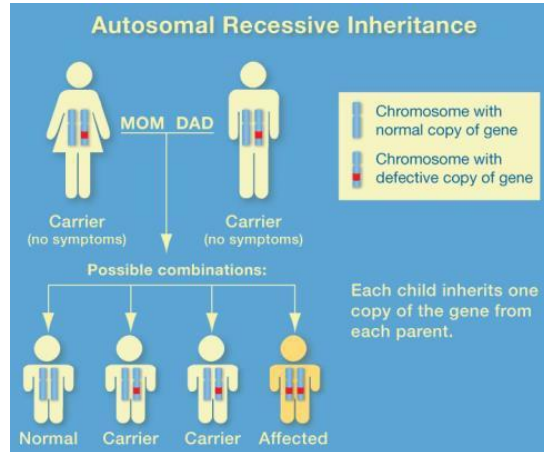 Autosomal Recessive Inheritance
MOM DAD
Chromosome with
normal copy of gene
Chromosome with
defective copy of gene
Carrier
(no symptoms)
Carrier
(no symptoms)
Possible combinations:
Each child inherits one
copy of the gene from
each parent.
Normal
Carrier
Carrier
Affected